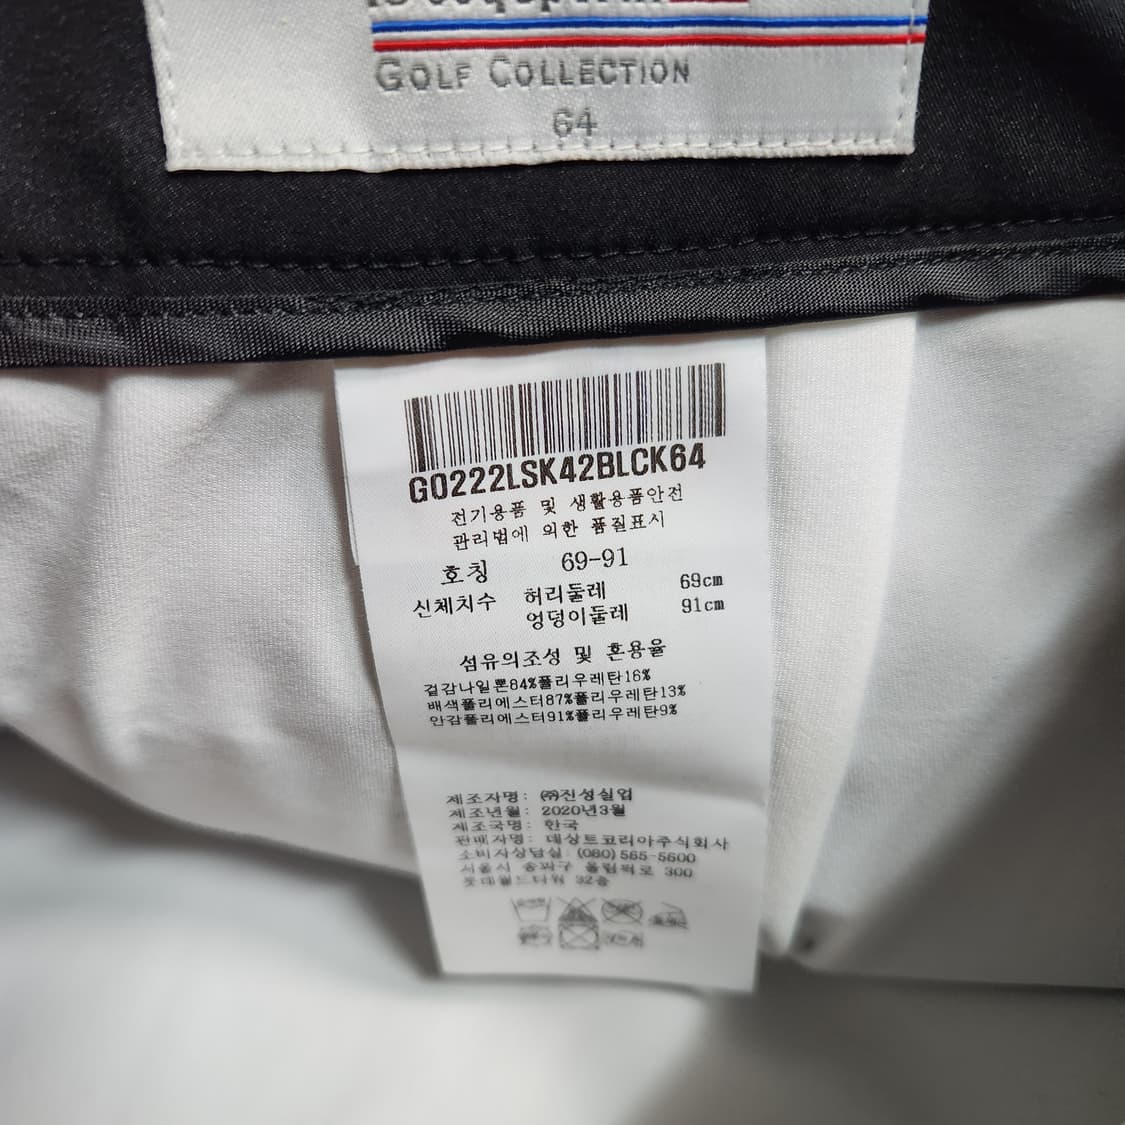 GOLF COLLECTION
64
G0222LSK42BLCK64
전기용품 및 생활용품안전
관리법에 의한 품질표시
호칭 69-91
신체치수 허리둘레 69cm
엉덩이둘레 91cm
섬유의조성 및 혼용율
겉감나일론84%폴리우레탄16%
배색폴리에스터87%폴리우레탄13%
안감폴리에스터91%폴리우레탄9%
제조자명: ㈜진성실업
제조년월: 2020년3월
제조국명: 한국
판매자명: 데상트코리아주식회사
소비자상담실: (080) 565-5600
서울시 송파구 올림픽로 300
롯데월드타워 32층